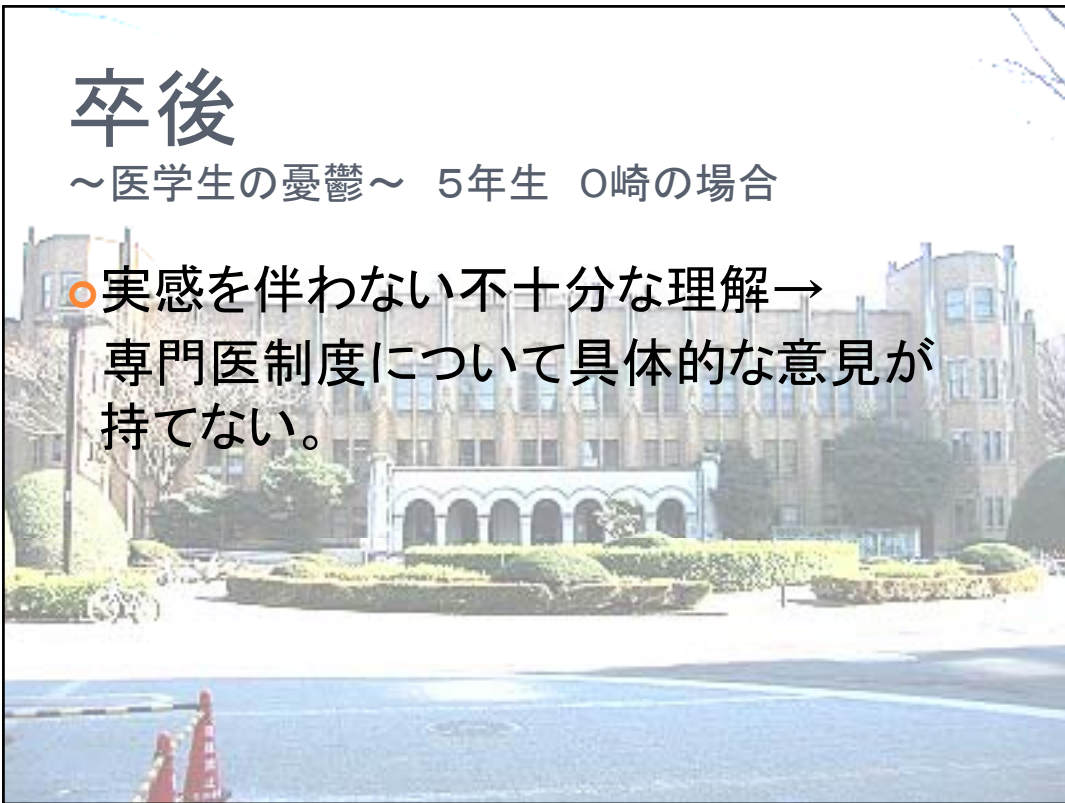 卒後
～医学生の憂鬱～　5年生　O崎の場合
実感を伴わない不十分な理解→
専門医制度について具体的な意見が
持てない。